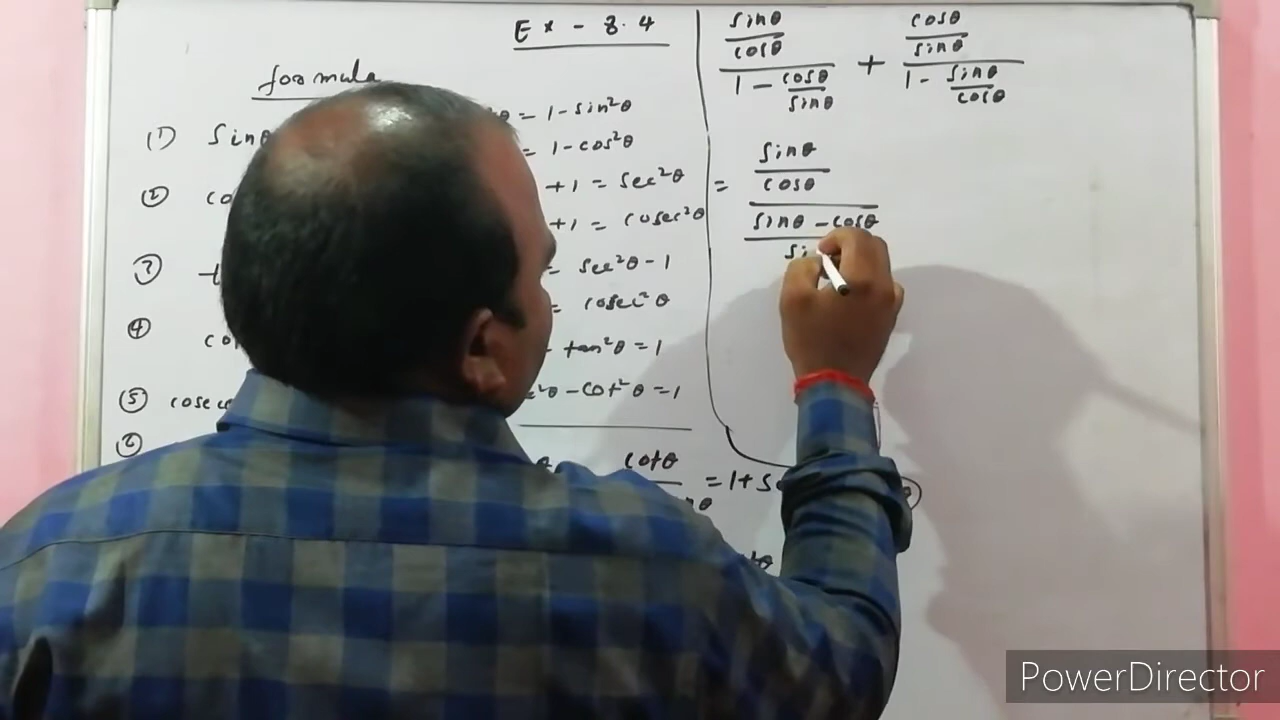 Ex - 8.4
formula
(1) Sinθ
= 1 - sin²θ
= 1 - cos²θ
(2)
+1 = sec²θ
+1 = cosec²θ
(3)
= sec²θ - 1
= cosec²θ
(4)
- tan²θ = 1
(5) cosec
²θ - cot²θ = 1
(6)
cotθ
= 1 + s
sinθ
cosθ
1 - cosθ
sinθ
+
cosθ
sinθ
1 - sinθ
cosθ
=
sinθ
cosθ
sinθ - cosθ
si
PowerDirector